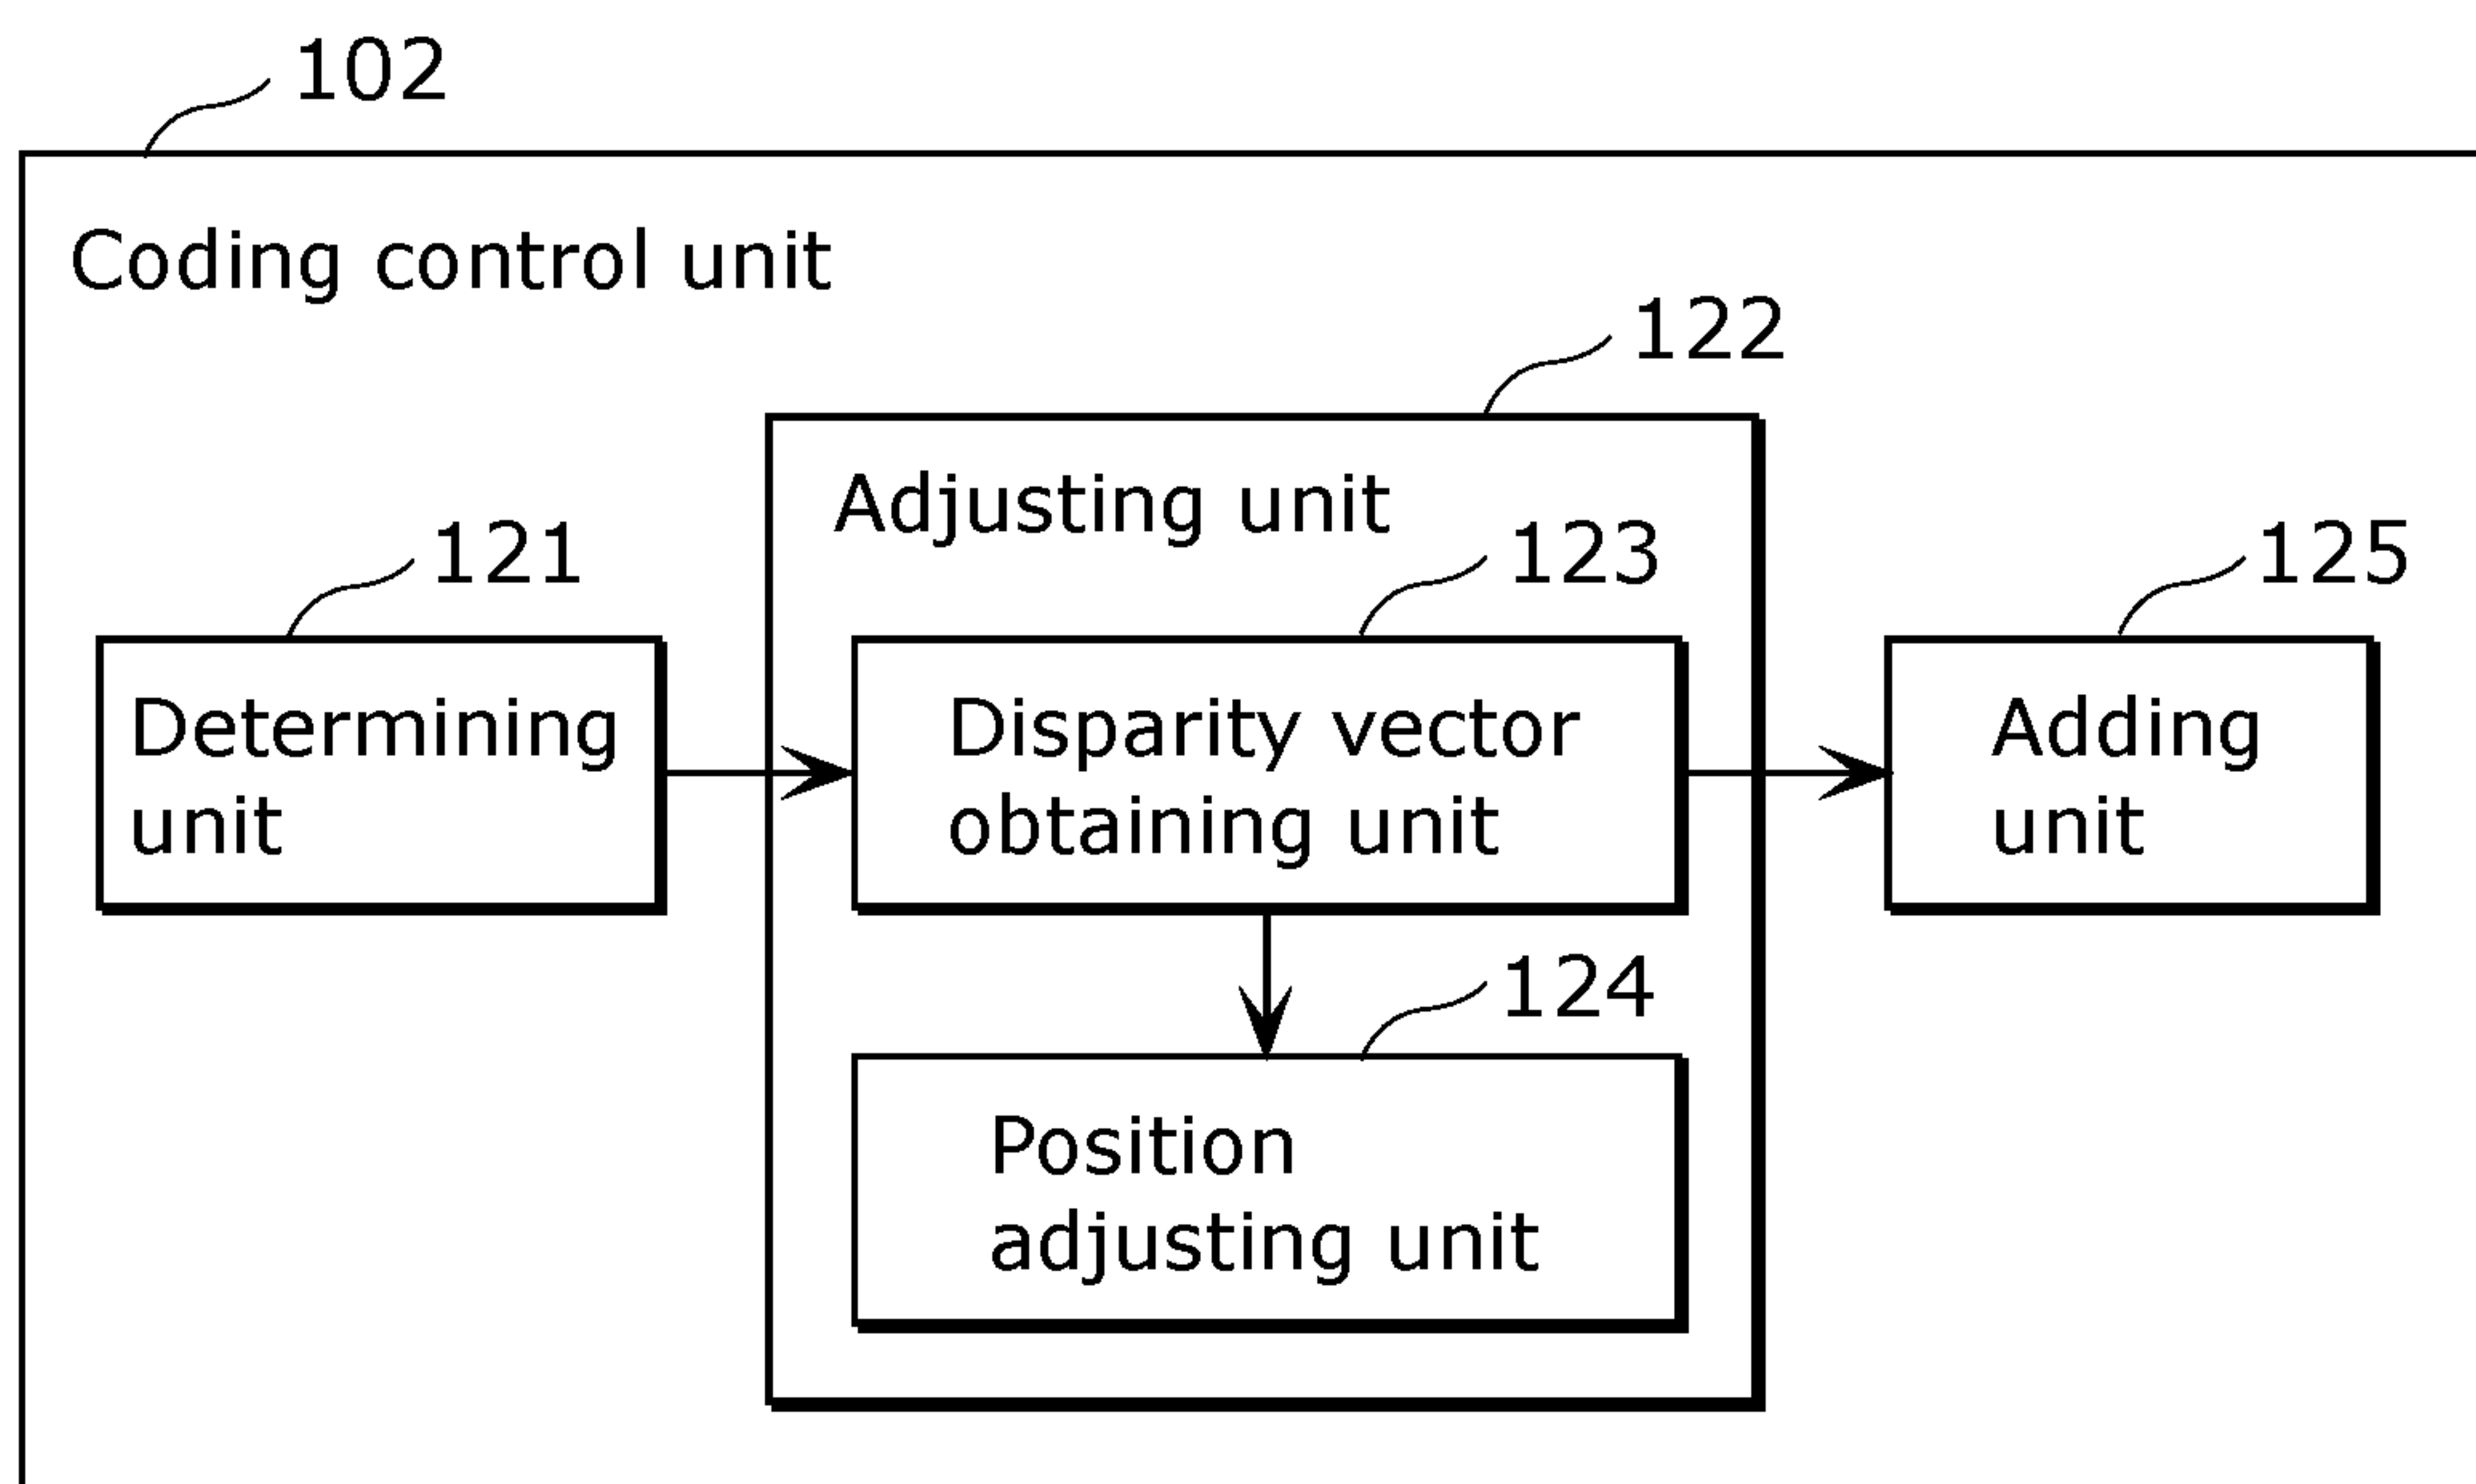 102
Coding control unit
122
Adjusting unit
121
123
125
Determining
unit
Disparity vector
obtaining unit
Adding
unit
124
Position
adjusting unit